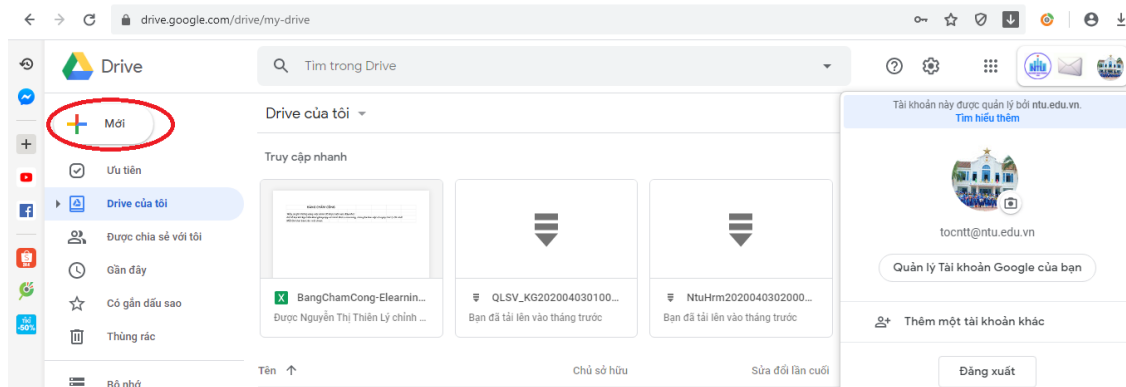 drive.google.com/drive/my-drive
Drive
Tìm trong Drive
NTU
Mới
Ưu tiên
Drive của tôi
Được chia sẻ với tôi
Gần đây
Có gắn dấu sao
Thùng rác
Bộ nhớ
-50%
Drive của tôi
Truy cập nhanh
BẢNG CHẤM CÔNG
BangChamCong-Elearnin...
Được Nguyễn Thị Thiên Lý chỉnh ...
QLSV_KG202004030100...
Bạn đã tải lên vào tháng trước
NtuHrm2020040302000...
Bạn đã tải lên vào tháng trước
Tên
Chủ sở hữu
Sửa đổi lần cuối
Tài khoản này được quản lý bởi ntu.edu.vn.
Tìm hiểu thêm
tocntt@ntu.edu.vn
Quản lý Tài khoản Google của bạn
Thêm một tài khoản khác
Đăng xuất